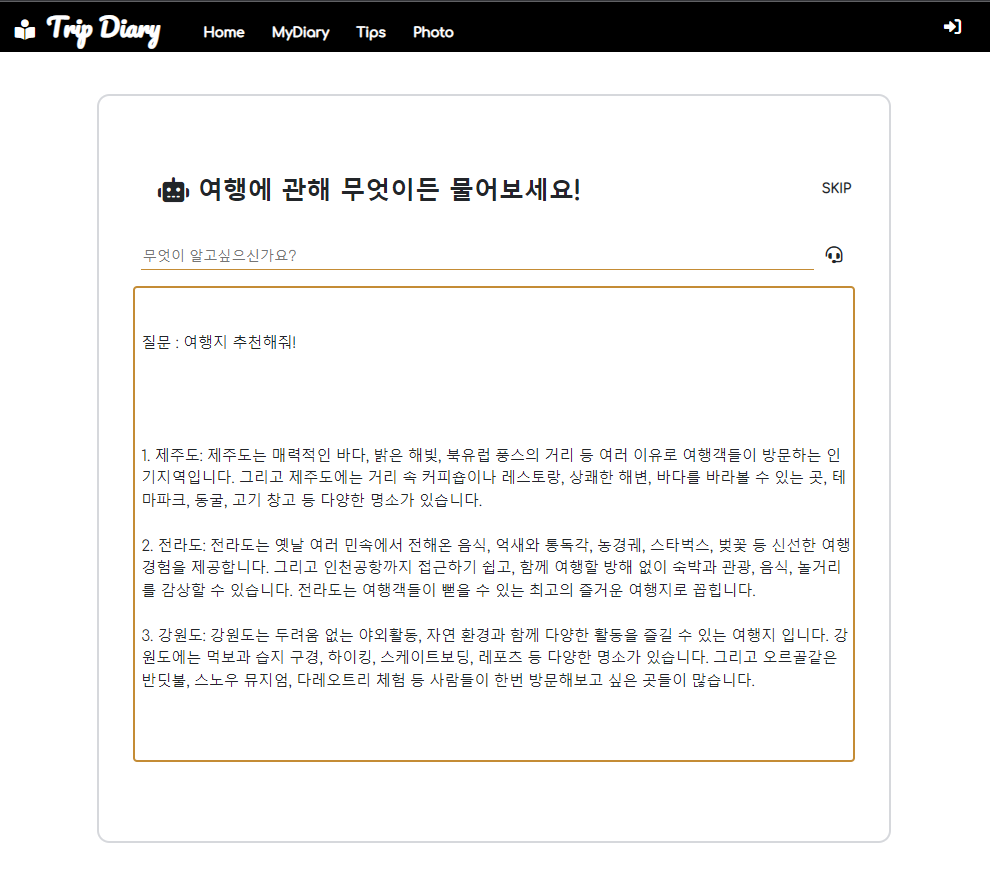 Trip Diary
Home MyDiary Tips Photo
여행에 관해 무엇이든 물어보세요!
SKIP
무엇이 알고싶으신가요?
질문 : 여행지 추천해줘!
1. 제주도: 제주도는 매력적인 바다, 밝은 해빛, 북유럽 풍스의 거리 등 여러 이유로 여행객들이 방문하는 인
기지역입니다. 그리고 제주도에는 거리 속 커피숍이나 레스토랑, 상쾌한 해변, 바다를 바라볼 수 있는 곳, 테
마파크, 동굴, 고기 창고 등 다양한 명소가 있습니다.
2. 전라도: 전라도는 옛날 여러 민속에서 전해온 음식, 억새와 통독각, 농경궤, 스타벅스, 벚꽃 등 신선한 여행
경험을 제공합니다. 그리고 인천공항까지 접근하기 쉽고, 함께 여행할 방해 없이 숙박과 관광, 음식, 놀거리
를 감상할 수 있습니다. 전라도는 여행객들이 뻗을 수 있는 최고의 즐거운 여행지로 꼽힙니다.
3. 강원도: 강원도는 두려움 없는 야외활동, 자연 환경과 함께 다양한 활동을 즐길 수 있는 여행지 입니다. 강
원도에는 먹보과 습지 구경, 하이킹, 스케이트보딩, 레포츠 등 다양한 명소가 있습니다. 그리고 오르골같은
반딧불, 스노우 뮤지엄, 다레오트리 체험 등 사람들이 한번 방문해보고 싶은 곳들이 많습니다.